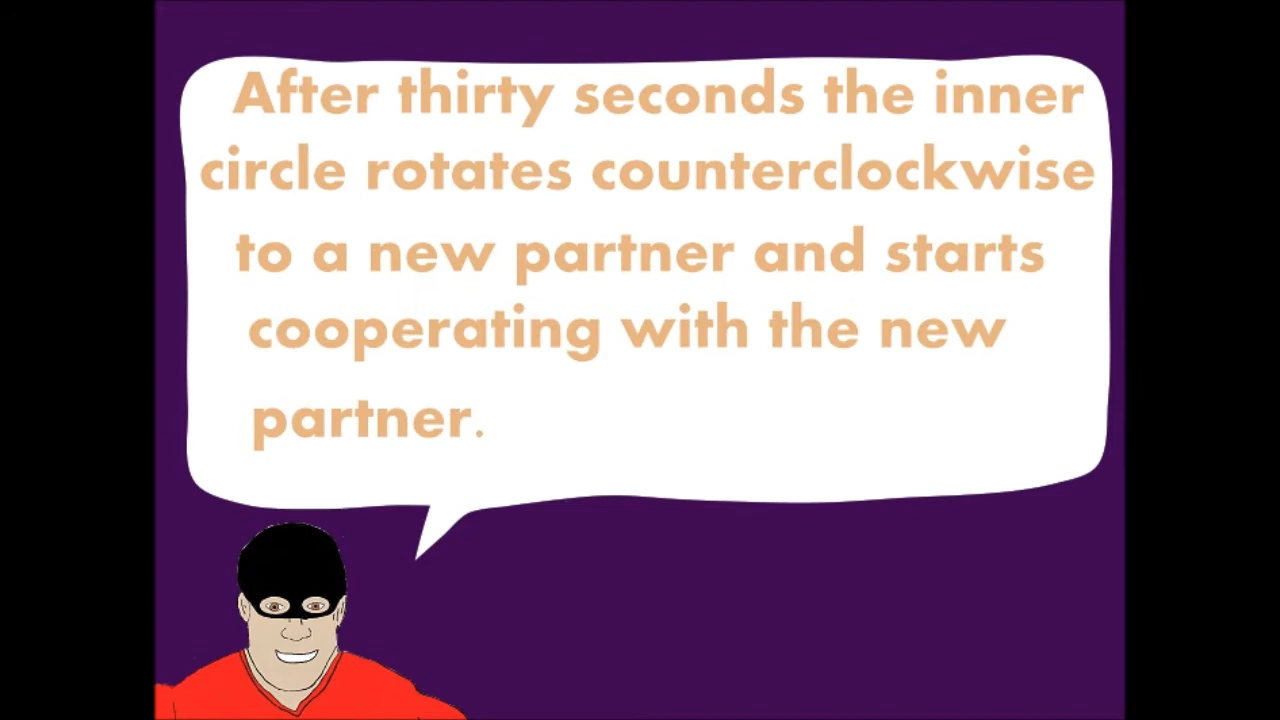 After thirty seconds the inner
circle rotates counterclockwise
to a new partner and starts
cooperating with the new
partner.